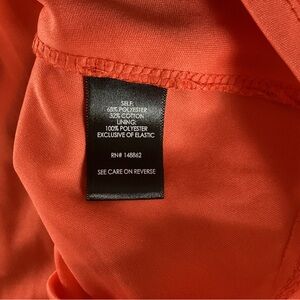 SELF:
68% POLYESTER
32% COTTON
LINING:
100% POLYESTER
EXCLUSIVE OF ELASTIC
RN# 148862
SEE CARE ON REVERSE